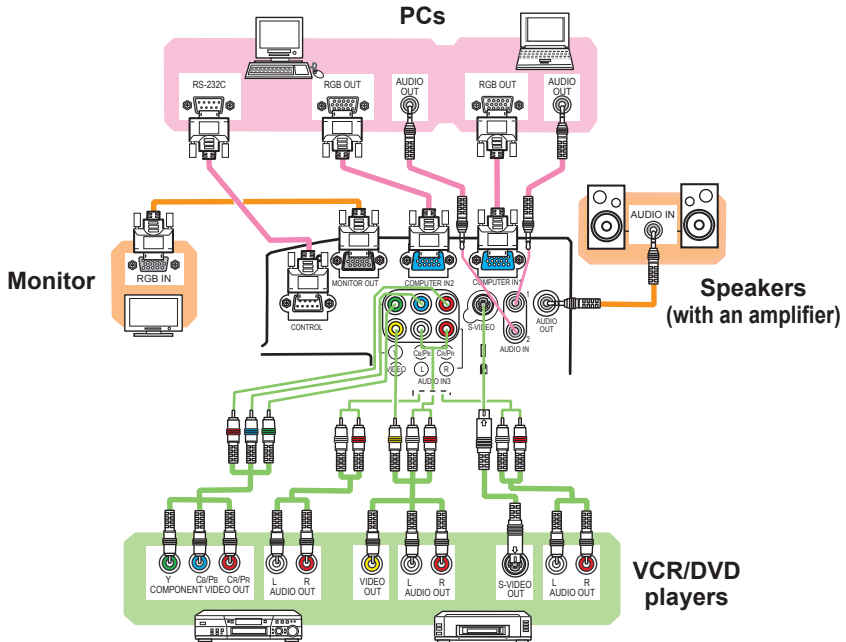 PCs
RS-232C
RGB OUT
AUDIO
OUT
RGB OUT
AUDIO
OUT
Monitor
RGB IN
MONITOR OUT
COMPUTER IN2
COMPUTER IN1
CONTROL
AUDIO IN
Speakers
(with an amplifier)
S-VIDEO
1
2
AUDIO IN
AUDIO
OUT
Y
CB/PB
CR/PR
VIDEO
L
R
AUDIO IN3
Y
CB/PB
CR/PR
COMPONENT VIDEO OUT
L
R
AUDIO OUT
VIDEO
OUT
L
R
AUDIO OUT
S-VIDEO
OUT
L
R
AUDIO OUT
VCR/DVD
players